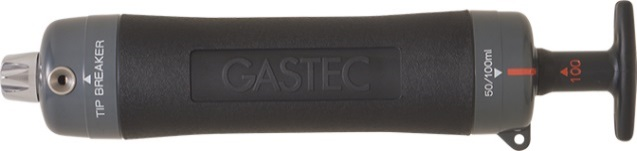 ▲ TIP BREAKER
GASTEC
50/100ml ▼
▲ 100